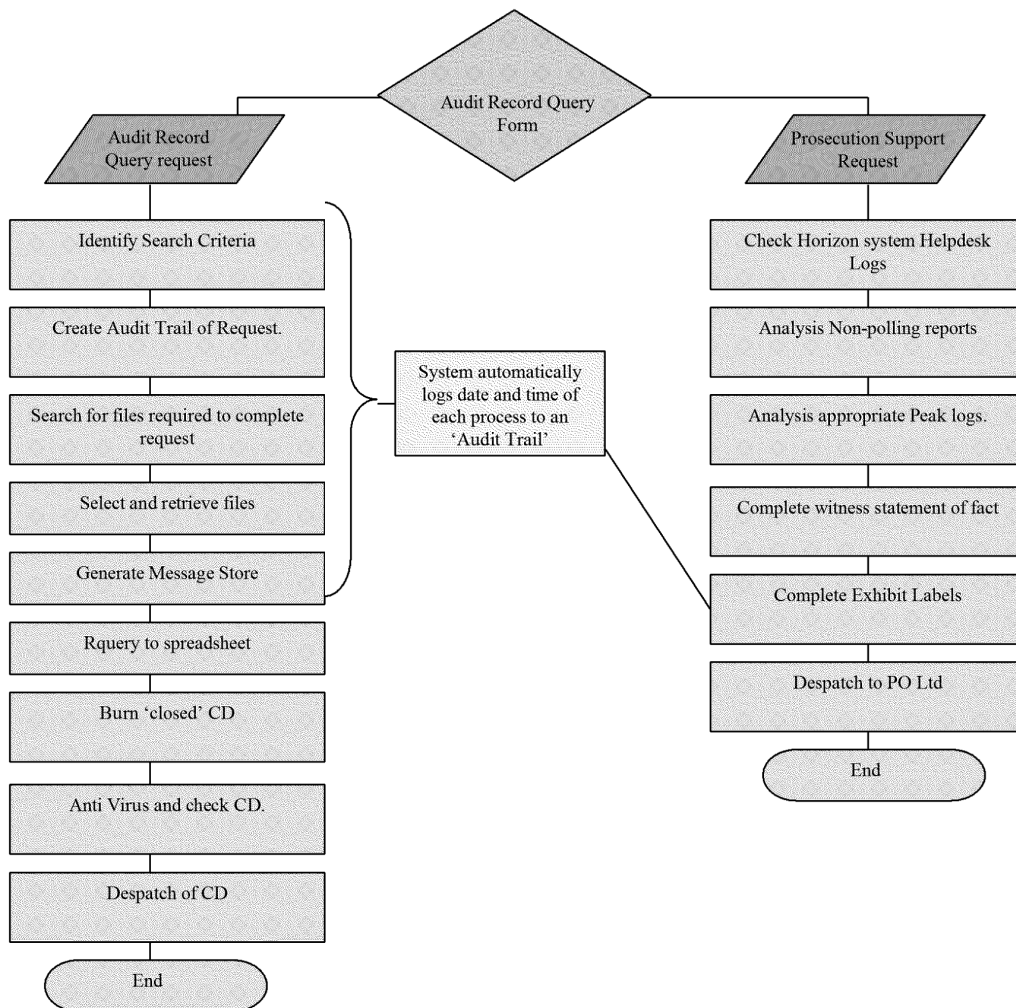 Audit Record Query
Form
Audit Record
Query request
Identify Search Criteria
Create Audit Trail of Request.
Search for files required to complete
request
Select and retrieve files
Generate Message Store
Rquery to spreadsheet
Burn ‘closed’ CD
Anti Virus and check CD.
Despatch of CD
End
System automatically
logs date and time of
each process to an
‘Audit Trail’
Prosecution Support
Request
Check Horizon system Helpdesk
Logs
Analysis Non-polling reports
Analysis appropriate Peak logs.
Complete witness statement of fact
Complete Exhibit Labels
Despatch to PO Ltd
End